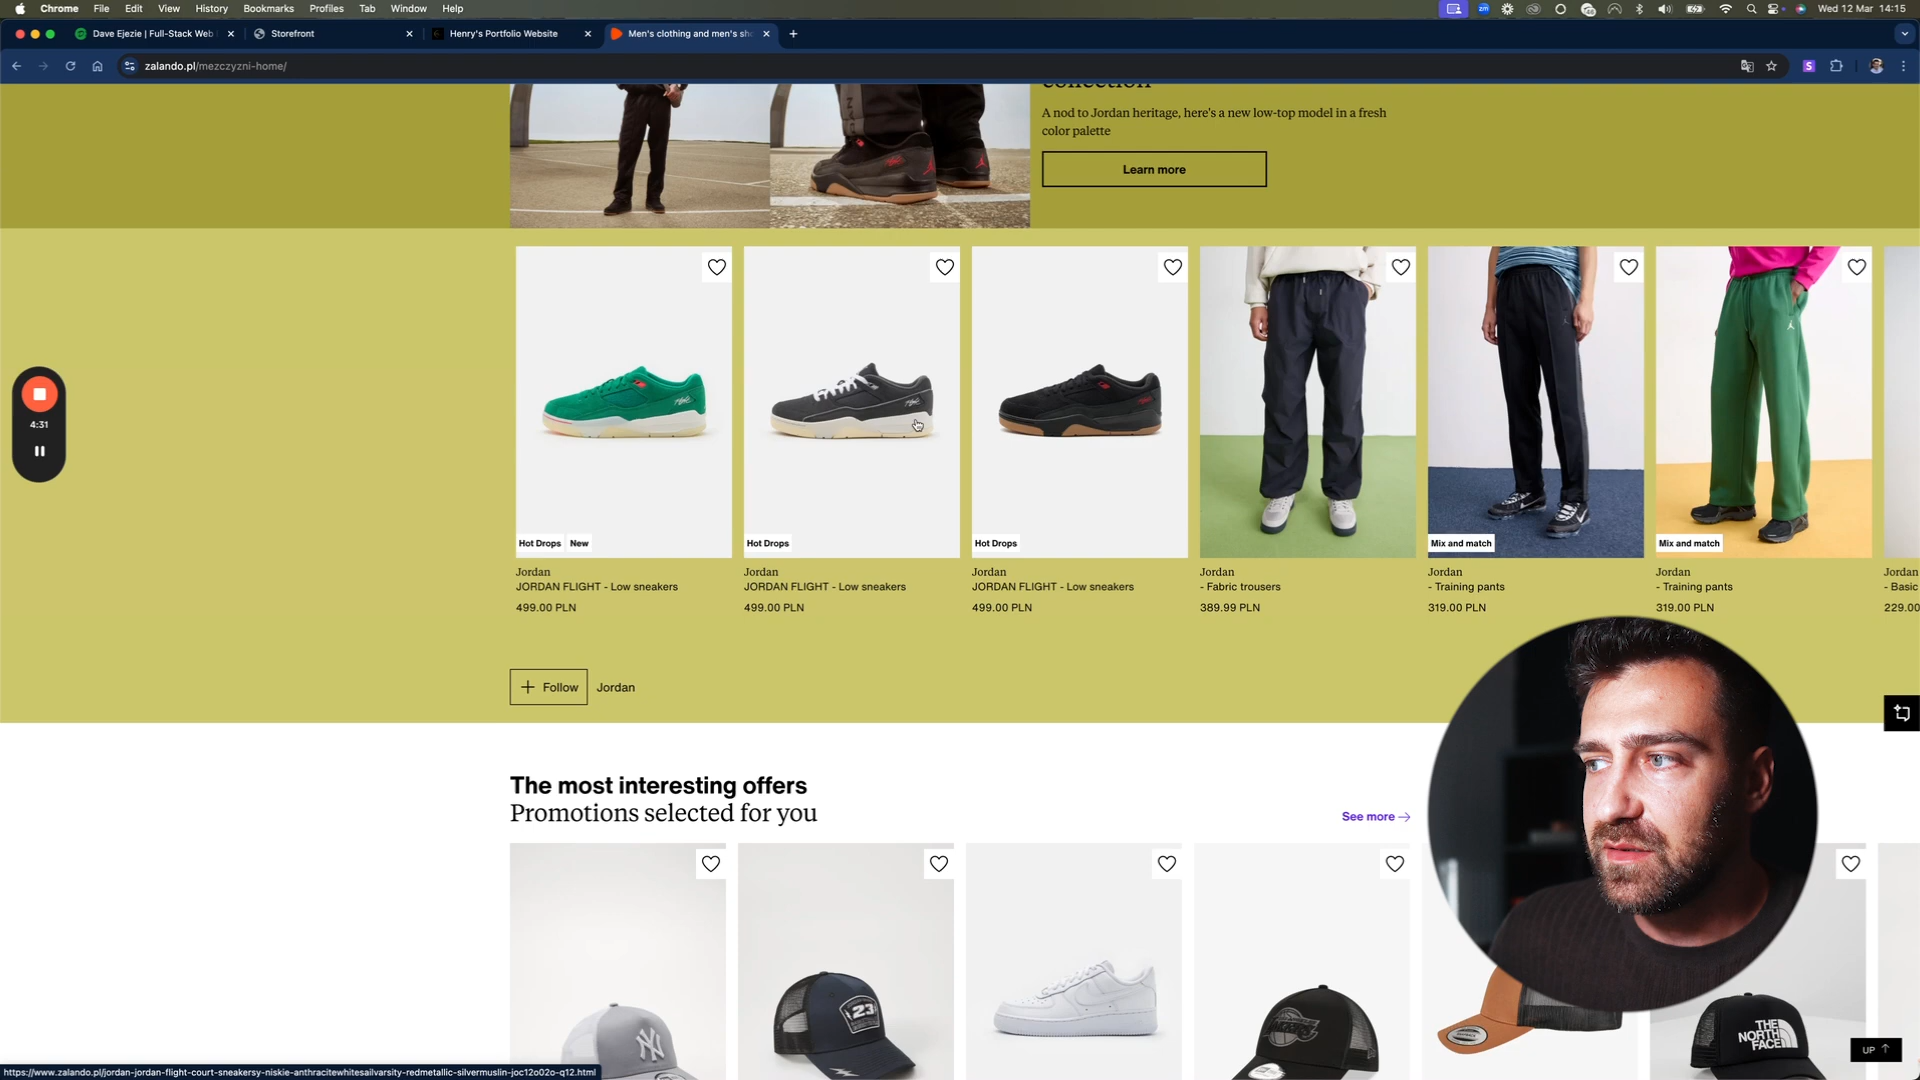 Chrome File Edit View History Bookmarks Profiles Tab Window Help
Wed 12 Mar 14:15
Dave Ejezie | Full-Stack Web
Storefront
Henry's Portfolio Website
Men's clothing and men's sh
zalando.pl/mezczyzni-home/
collection
A nod to Jordan heritage, here's a new low-top model in a fresh
color palette
Learn more
4:31
Hot Drops New
Hot Drops
Hot Drops
Mix and match
Mix and match
Jordan
JORDAN FLIGHT - Low sneakers
499.00 PLN
Jordan
JORDAN FLIGHT - Low sneakers
499.00 PLN
Jordan
JORDAN FLIGHT - Low sneakers
499.00 PLN
Jordan
- Fabric trousers
389.99 PLN
Jordan
- Training pants
319.00 PLN
Jordan
- Training pants
319.00 PLN
Jordan
- Basic
229.00
+ Follow
Jordan
The most interesting offers
Promotions selected for you
See more →
NY
23
THE
NORTH
FACE
UP ↑
https://www.zalando.pl/jordan-jordan-flight-court-sneakersy-niskie-anthracitewhitesailvarsity-redmetallic-silvermuslin-joc12o02o-q12.html